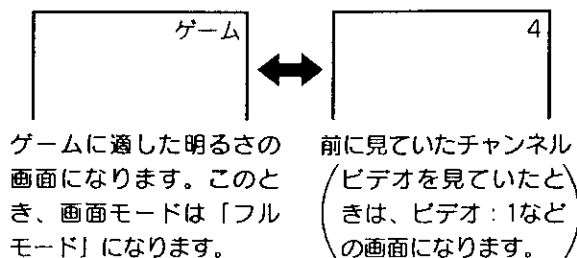 ゲーム
4
ゲームに適した明るさの
画面になります。このと
き、画面モードは「フル
モード」になります。
前に見ていたチャンネル
(ビデオを見ていたと
きは、ビデオ:1など
の画面になります。)